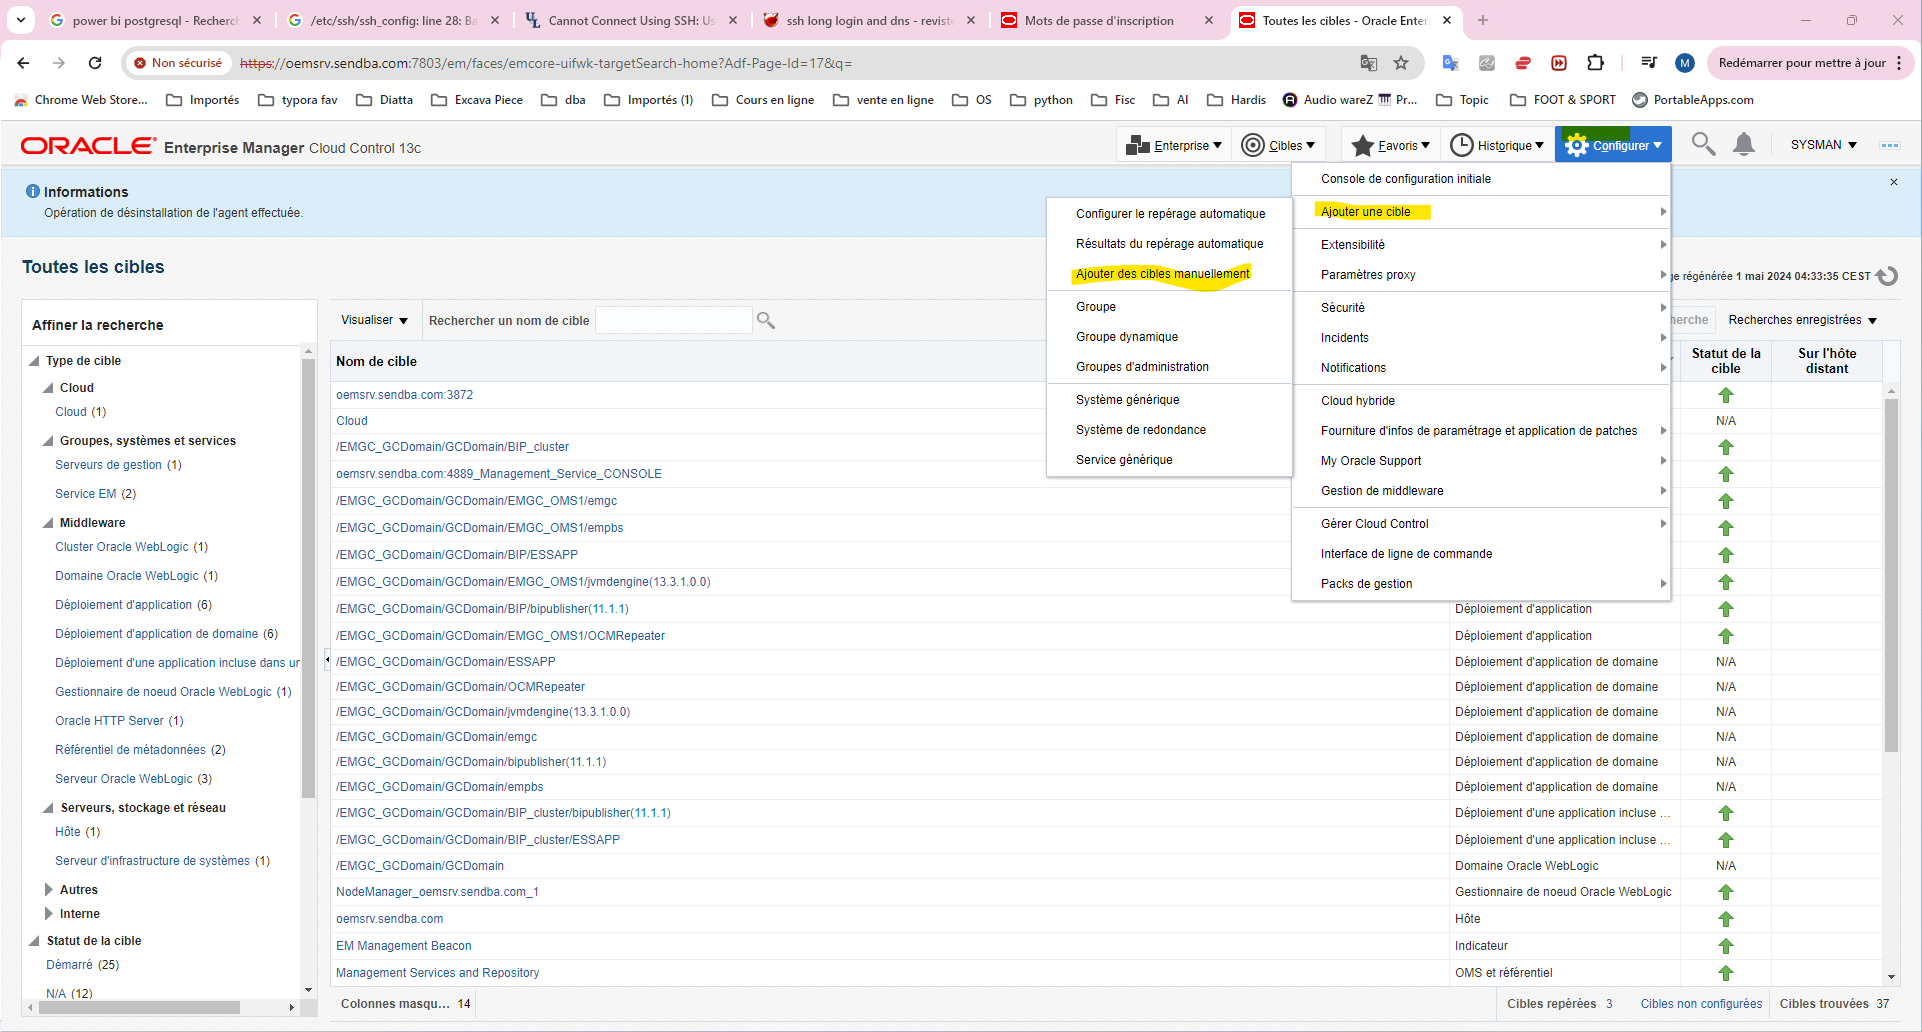 power bi postgresql - Recherch
/etc/ssh/ssh_config: line 28: Ba
Cannot Connect Using SSH: Us
ssh long login and dns - reviste
Mots de passe d'inscription
Toutes les cibles - Oracle Enter
Non sécurisé
https://oemsrv.sendba.com:7803/em/faces/emcore-uifwk-targetSearch-home?Adf-Page-Id=17&q=
M
Redémarrer pour mettre à jour
Chrome Web Store...
Importés
typora fav
Diatta
Excava Piece
dba
Importés (1)
Cours en ligne
vente en ligne
OS
python
Fisc
AI
Hardis
Audio wareZ
Pr...
Topic
FOOT & SPORT
PortableApps.com
ORACLE Enterprise Manager Cloud Control 13c
Enterprise
Cibles
Favoris
Historique
Configurer
SYSMAN
Informations
Opération de désinstallation de l'agent effectuée.
Console de configuration initiale
Ajouter une cible
Extensibilité
Paramètres proxy
Sécurité
Incidents
Notifications
Cloud hybride
Fourniture d'infos de paramétrage et application de patches
My Oracle Support
Gestion de middleware
Gérer Cloud Control
Interface de ligne de commande
Packs de gestion
Configurer le repérage automatique
Résultats du repérage automatique
Ajouter des cibles manuellement
Groupe
Groupe dynamique
Groupes d'administration
Système générique
Système de redondance
Service générique
Toutes les cibles
ge régénérée 1 mai 2024 04:33:35 CEST
Affiner la recherche
Type de cible
Cloud
Cloud (1)
Groupes, systèmes et services
Serveurs de gestion (1)
Service EM (2)
Middleware
Cluster Oracle WebLogic (1)
Domaine Oracle WebLogic (1)
Déploiement d'application (6)
Déploiement d'application de domaine (6)
Déploiement d'une application incluse dans un
Gestionnaire de noeud Oracle WebLogic (1)
Oracle HTTP Server (1)
Référentiel de métadonnées (2)
Serveur Oracle WebLogic (3)
Serveurs, stockage et réseau
Hôte (1)
Serveur d'infrastructure de systèmes (1)
Autres
Interne
Statut de la cible
Démarré (25)
N/A (12)
Visualiser
Rechercher un nom de cible
herche
Recherches enregistrées
Nom de cible
Statut de la cible
Sur l'hôte distant
oemsrv.sendba.com:3872
Cloud N/A
/EMGC_GCDomain/GCDomain/BIP_cluster
oemsrv.sendba.com:4889_Management_Service_CONSOLE
/EMGC_GCDomain/GCDomain/EMGC_OMS1/emgc
/EMGC_GCDomain/GCDomain/EMGC_OMS1/empbs
/EMGC_GCDomain/GCDomain/BIP/ESSAPP
/EMGC_GCDomain/GCDomain/EMGC_OMS1/jvmdengine(13.3.1.0.0)
/EMGC_GCDomain/GCDomain/BIP/bipublisher(11.1.1) Déploiement d'application
/EMGC_GCDomain/GCDomain/EMGC_OMS1/OCMRepeater Déploiement d'application
/EMGC_GCDomain/GCDomain/ESSAPP Déploiement d'application de domaine N/A
/EMGC_GCDomain/GCDomain/OCMRepeater Déploiement d'application de domaine N/A
/EMGC_GCDomain/GCDomain/jvmdengine(13.3.1.0.0) Déploiement d'application de domaine N/A
/EMGC_GCDomain/GCDomain/emgc Déploiement d'application de domaine N/A
/EMGC_GCDomain/GCDomain/bipublisher(11.1.1) Déploiement d'application de domaine N/A
/EMGC_GCDomain/GCDomain/empbs Déploiement d'application de domaine N/A
/EMGC_GCDomain/GCDomain/BIP_cluster/bipublisher(11.1.1) Déploiement d'une application incluse ...
/EMGC_GCDomain/GCDomain/BIP_cluster/ESSAPP Déploiement d'une application incluse ...
/EMGC_GCDomain/GCDomain Domaine Oracle WebLogic N/A
NodeManager_oemsrv.sendba.com_1 Gestionnaire de noeud Oracle WebLogic
oemsrv.sendba.com Hôte
EM Management Beacon Indicateur
Management Services and Repository OMS et référentiel
Colonnes masqu... 14
Cibles repérées 3
Cibles non configurées
Cibles trouvées 37